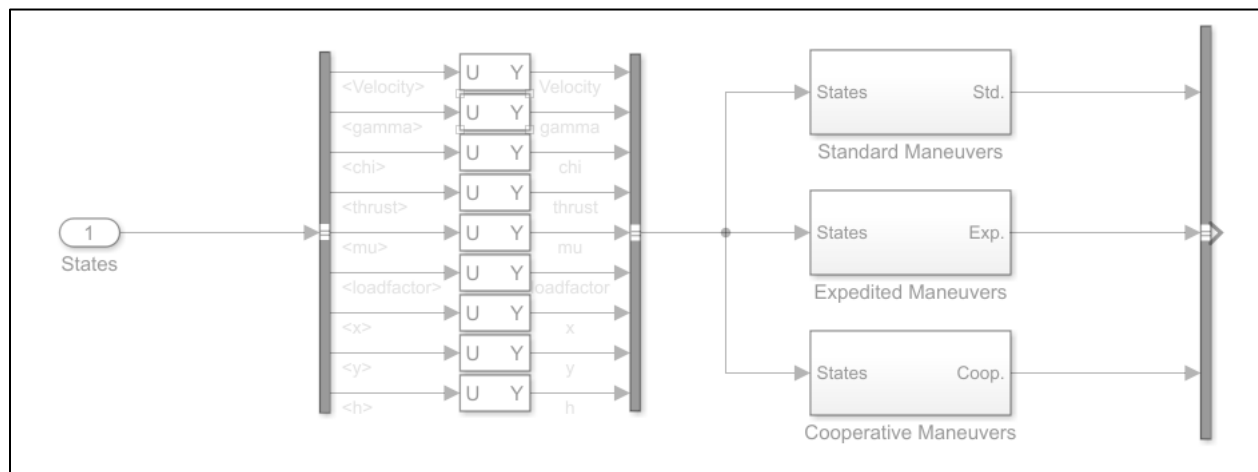 1
States
<Velocity>
<gamma>
<chi>
<thrust>
<mu>
<loadfactor>
<x>
<y>
<h>
U Y
U Y
U Y
U Y
U Y
U Y
U Y
U Y
U Y
Velocity
gamma
chi
thrust
mu
loadfactor
x
y
h
States Std.
Standard Maneuvers
States Exp.
Expedited Maneuvers
States Coop.
Cooperative Maneuvers